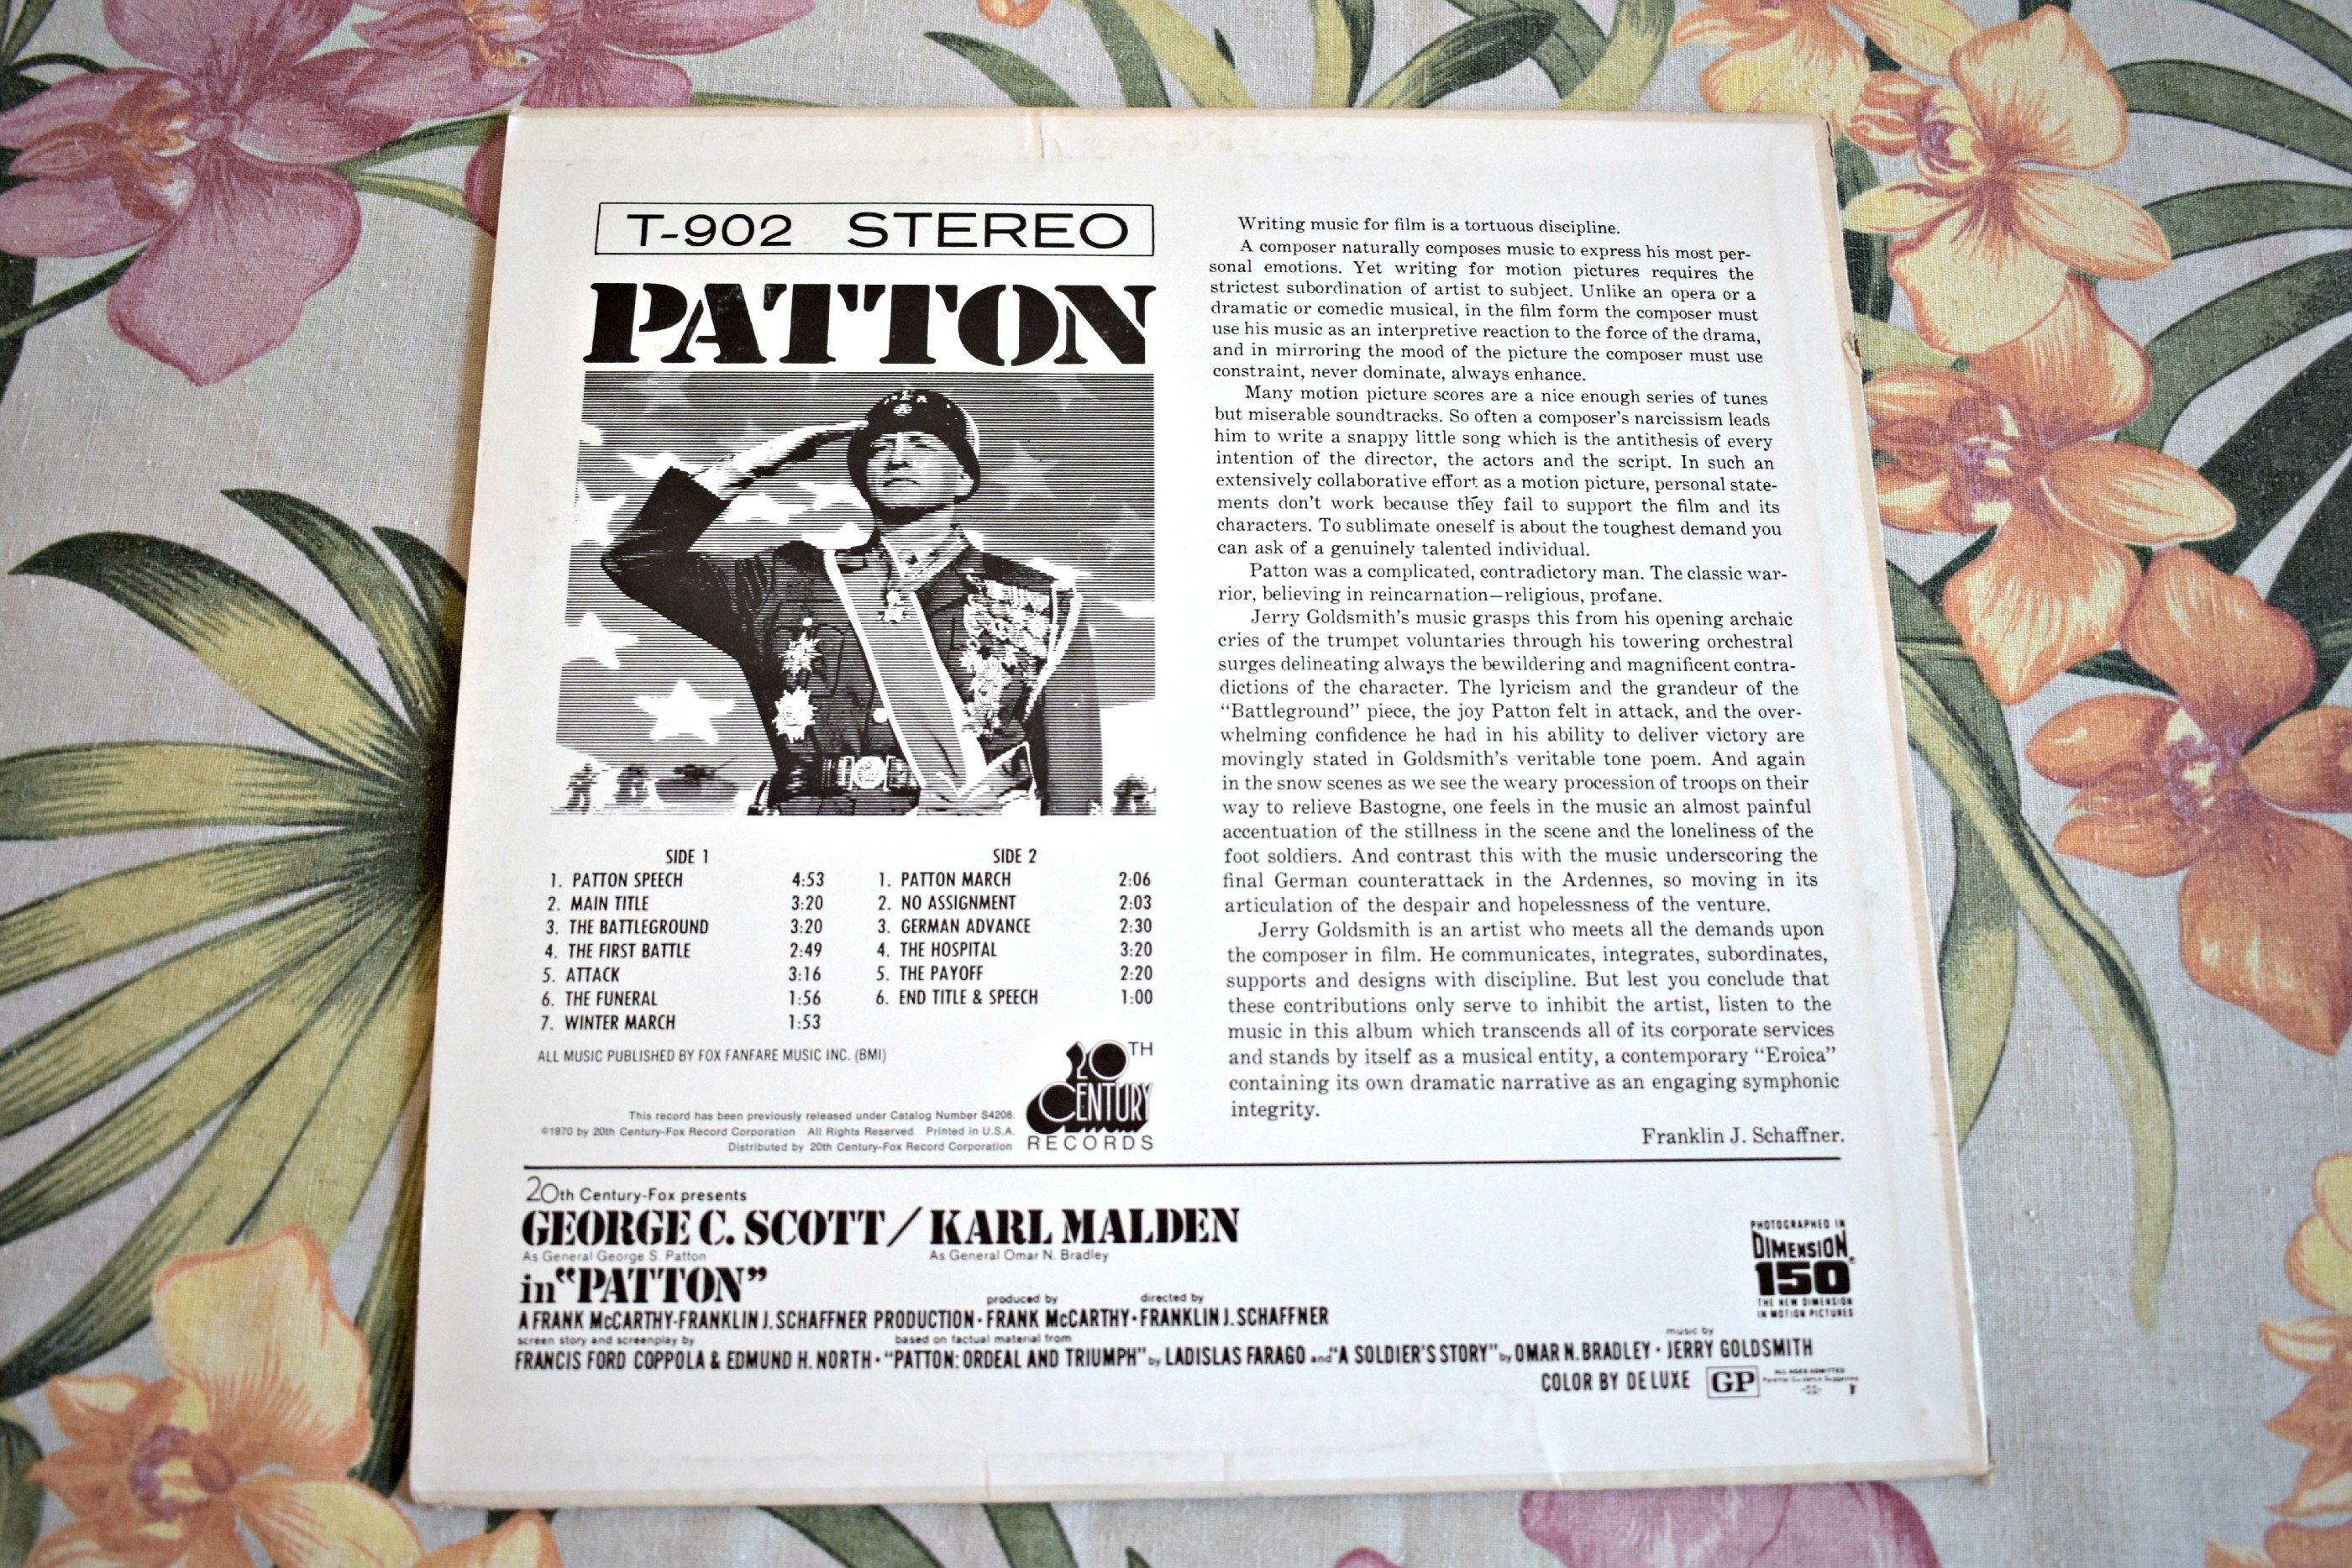 T-902 STEREO
PATTON
SIDE 1
1. PATTON SPEECH 4:53
2. MAIN TITLE 3:20
3. THE BATTLEGROUND 3:20
4. THE FIRST BATTLE 2:49
5. ATTACK 3:16
6. THE FUNERAL 1:56
7. WINTER MARCH 1:53
SIDE 2
1. PATTON MARCH 2:06
2. NO ASSIGNMENT 2:03
3. GERMAN ADVANCE 2:30
4. THE HOSPITAL 3:20
5. THE PAYOFF 2:20
6. END TITLE & SPEECH 1:00
ALL MUSIC PUBLISHED BY FOX FANFARE MUSIC INC. (BMI)
This record has been previously released under Catalog Number S4208.
©1970 by 20th Century-Fox Record Corporation All Rights Reserved Printed in U.S.A.
Distributed by 20th Century-Fox Record Corporation
20TH
CENTURY
RECORDS
Writing music for film is a tortuous discipline.
A composer naturally composes music to express his most per-
sonal emotions. Yet writing for motion pictures requires the
strictest subordination of artist to subject. Unlike an opera or a
dramatic or comedic musical, in the film form the composer must
use his music as an interpretive reaction to the force of the drama,
and in mirroring the mood of the picture the composer must use
constraint, never dominate, always enhance.
Many motion picture scores are a nice enough series of tunes
but miserable soundtracks. So often a composer's narcissism leads
him to write a snappy little song which is the antithesis of every
intention of the director, the actors and the script. In such an
extensively collaborative effort as a motion picture, personal state-
ments don't work because they fail to support the film and its
characters. To sublimate oneself is about the toughest demand you
can ask of a genuinely talented individual.
Patton was a complicated, contradictory man. The classic war-
rior, believing in reincarnation—religious, profane.
Jerry Goldsmith's music grasps this from his opening archaic
cries of the trumpet voluntaries through his towering orchestral
surges delineating always the bewildering and magnificent contra-
dictions of the character. The lyricism and the grandeur of the
"Battleground" piece, the joy Patton felt in attack, and the over-
whelming confidence he had in his ability to deliver victory are
movingly stated in Goldsmith's veritable tone poem. And again
in the snow scenes as we see the weary procession of troops on their
way to relieve Bastogne, one feels in the music an almost painful
accentuation of the stillness in the scene and the loneliness of the
foot soldiers. And contrast this with the music underscoring the
final German counterattack in the Ardennes, so moving in its
articulation of the despair and hopelessness of the venture.
Jerry Goldsmith is an artist who meets all the demands upon
the composer in film. He communicates, integrates, subordinates,
supports and designs with discipline. But lest you conclude that
these contributions only serve to inhibit the artist, listen to the
music in this album which transcends all of its corporate services
and stands by itself as a musical entity, a contemporary "Eroica"
containing its own dramatic narrative as an engaging symphonic
integrity.
Franklin J. Schaffner.
20th Century-Fox presents
GEORGE C. SCOTT / KARL MALDEN
As General George S. Patton As General Omar N. Bradley
in "PATTON"
produced by directed by
A FRANK McCARTHY-FRANKLIN J. SCHAFFNER PRODUCTION · FRANK McCARTHY · FRANKLIN J. SCHAFFNER
screen story and screenplay by based on factual material from music by
FRANCIS FORD COPPOLA & EDMUND H. NORTH · "PATTON: ORDEAL AND TRIUMPH" by LADISLAS FARAGO and "A SOLDIER'S STORY" by OMAR N. BRADLEY · JERRY GOLDSMITH
COLOR BY DE LUXE GP ALL AGES ADMITTED
Parental Guidance Suggested
PHOTOGRAPHED IN
DIMENSION
150
THE NEW DIMENSION
IN MOTION PICTURES